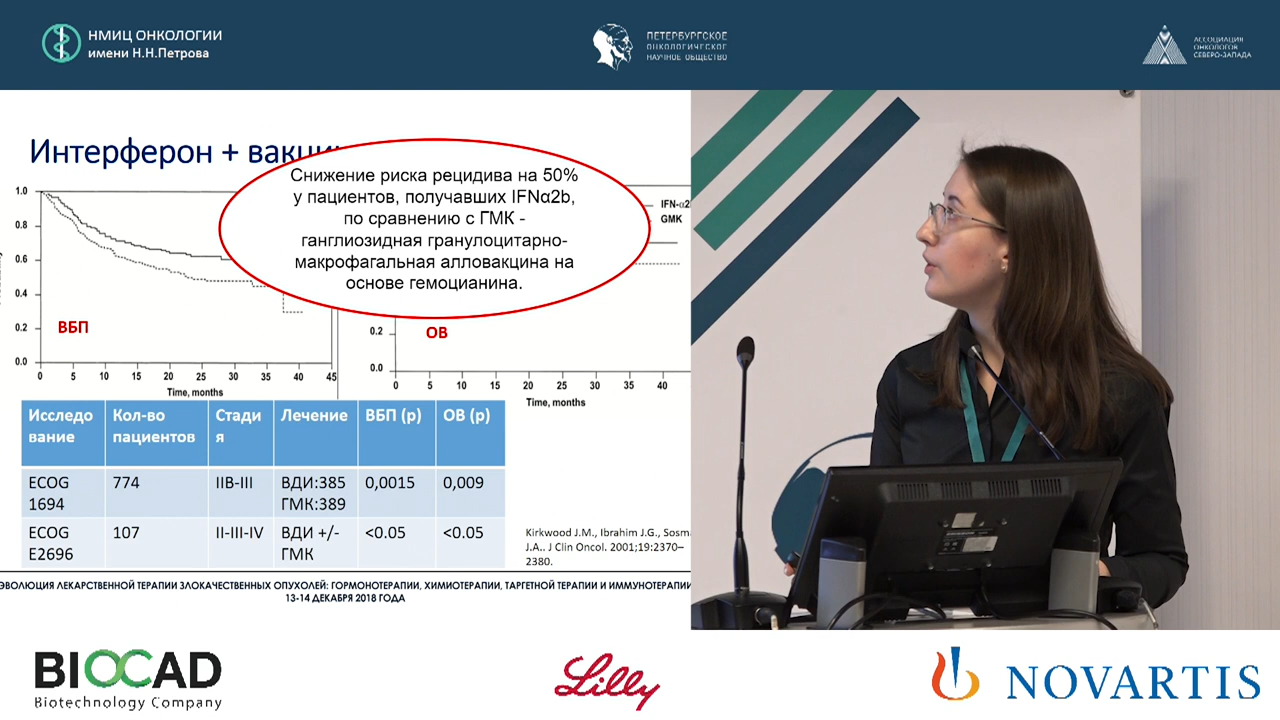 НМИЦ ОНКОЛОГИИ
имени Н.Н.Петрова
ПЕТЕРБУРГСКОЕ
ОНКОЛОГИЧЕСКОЕ
НАУЧНОЕ ОБЩЕСТВО
АССОЦИАЦИЯ
ОНКОЛОГОВ
СЕВЕРО-ЗАПАДА
Интерферон +
Снижение риска рецидива на 50%
у пациентов, получавших IFNα2b,
по сравнению с ГМК -
ганглиозидная гранулоцитарно-
макрофагальная алловакцина на
основе гемоцианина.
1.0
0.8
0.6
0.4
0.2
0.0
ВБП
0 5 10 15 20 25 30 35 40 45
Time, months
GMK
0.2
0.0
ОВ
0 5 10 15 20 25 30 35 40
Time, months
Исследо
вание
Кол-во
пациентов
Стади
я
Лечение
ВБП (р)
ОВ (р)
ECOG
1694
774
IIB-III
ВДИ:385
ГМК:389
0,0015
0,009
ECOG
E2696
107
II-III-IV
ВДИ +/-
ГМК
<0.05
<0.05
Kirkwood J.M., Ibrahim J.G.,
J.A.. J Clin Oncol. 2001;19:2370–
2380.
ЭВОЛЮЦИЯ ЛЕКАРСТВЕННОЙ ТЕРАПИИ ЗЛОКАЧЕСТВЕННЫХ ОПУХОЛЕЙ: ГОРМОНОТЕРАПИИ, ХИМИОТЕРАПИИ, ТАРГЕТНОЙ ТЕРАПИИ И ИММУНОТЕРАПИИ
13-14 ДЕКАБРЯ 2018 ГОДА
BIOCAD
Biotechnology Company
Lilly
NOVARTIS